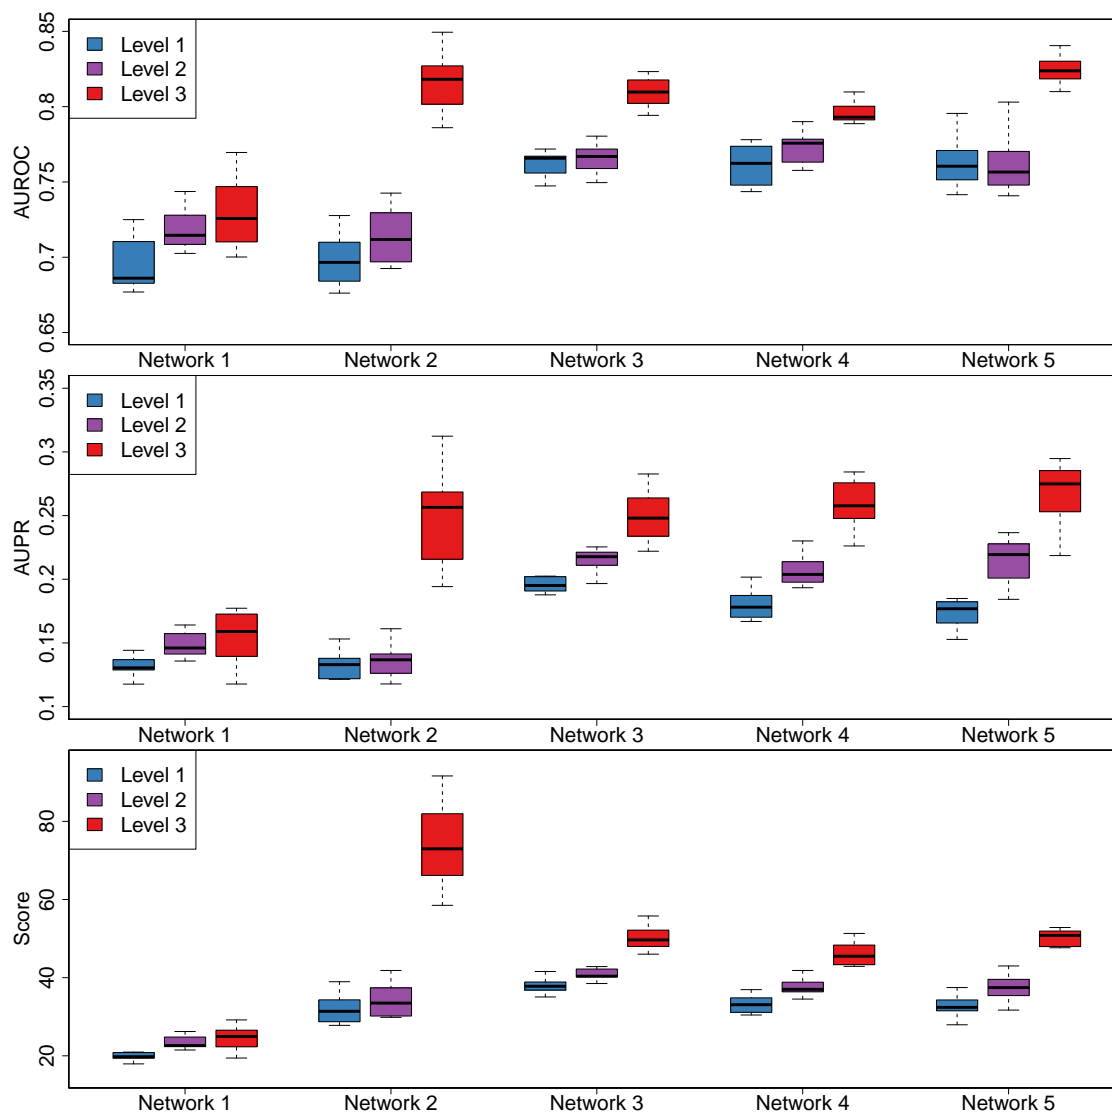 AUROC
0.65
0.7
0.75
0.8
0.85
Level 1
Level 2
Level 3
Network 1 Network 2 Network 3 Network 4 Network 5
AUPR
0.1
0.15
0.2
0.25
0.3
0.35
Level 1
Level 2
Level 3
Network 1 Network 2 Network 3 Network 4 Network 5
Score
20
40
60
80
Level 1
Level 2
Level 3
Network 1 Network 2 Network 3 Network 4 Network 5